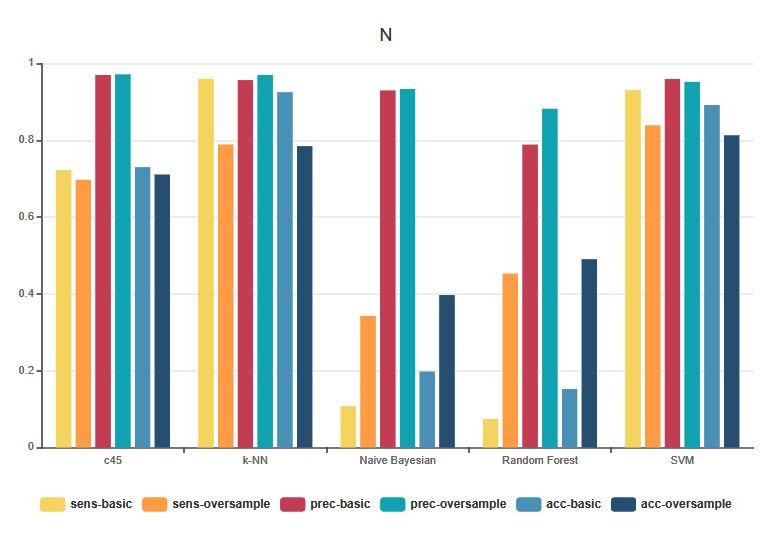 N
1
0.8
0.6
0.4
0.2
0
c45 k-NN Naive Bayesian Random Forest SVM
sens-basic sens-oversample prec-basic prec-oversample acc-basic acc-oversample